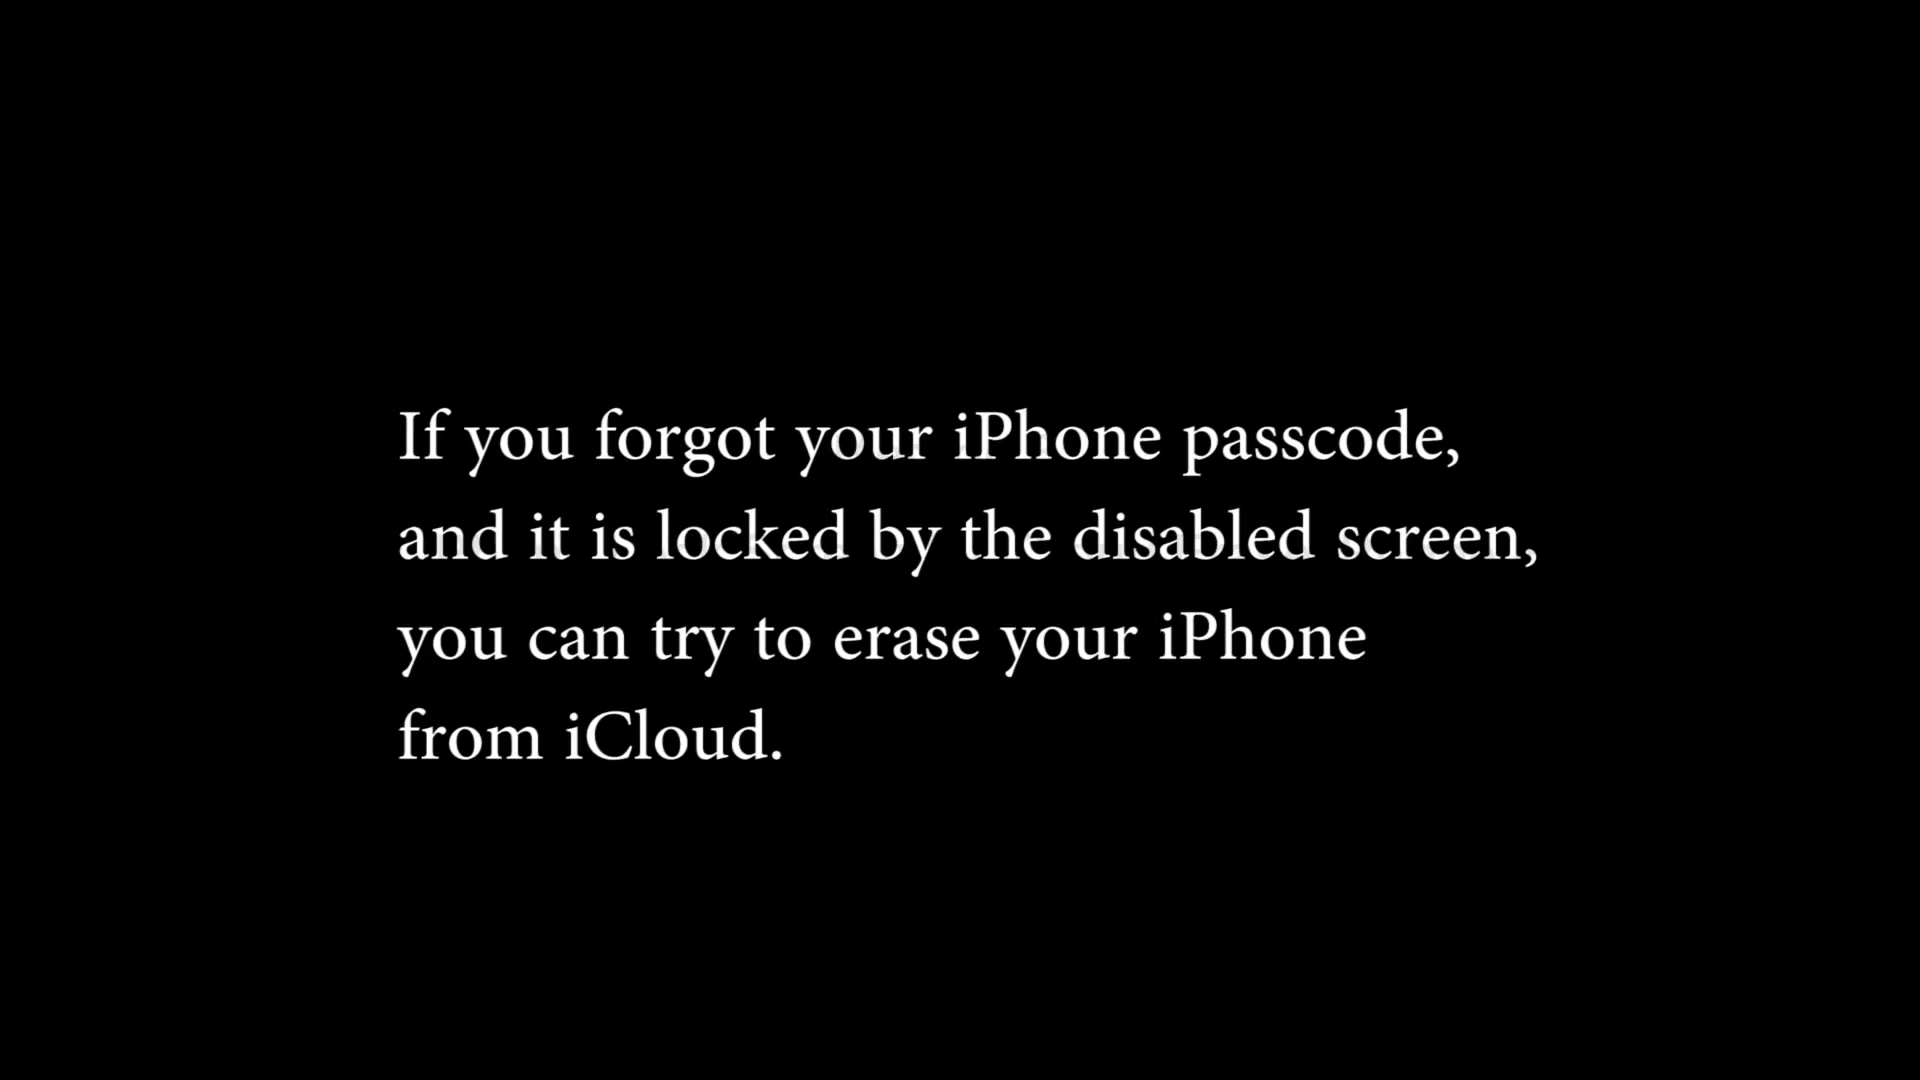 If you forgot your iPhone passcode,
and it is locked by the disabled screen,
you can try to erase your iPhone
from iCloud.